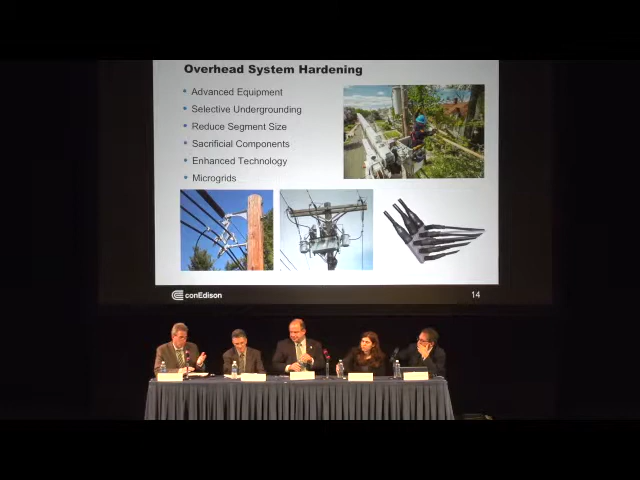 Overhead System Hardening
• Advanced Equipment
• Selective Undergrounding
• Reduce Segment Size
• Sacrificial Components
• Enhanced Technology
• Microgrids
conEdison
14